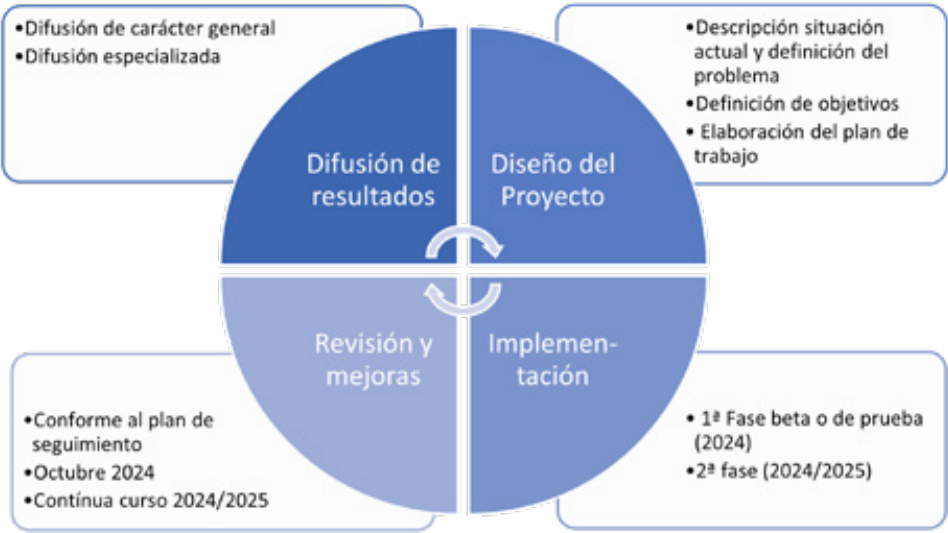 •Difusión de carácter general
•Difusión especializada
Difusión de
resultados
Diseño del
Proyecto
•Descripción situación
actual y definición del
problema
•Definición de objetivos
• Elaboración del plan de
trabajo
Revisión y
mejoras
Implemen-
tación
•Conforme al plan de
seguimiento
•Octubre 2024
•Contínua curso 2024/2025
• 1ª Fase beta o de prueba
(2024)
•2ª fase (2024/2025)